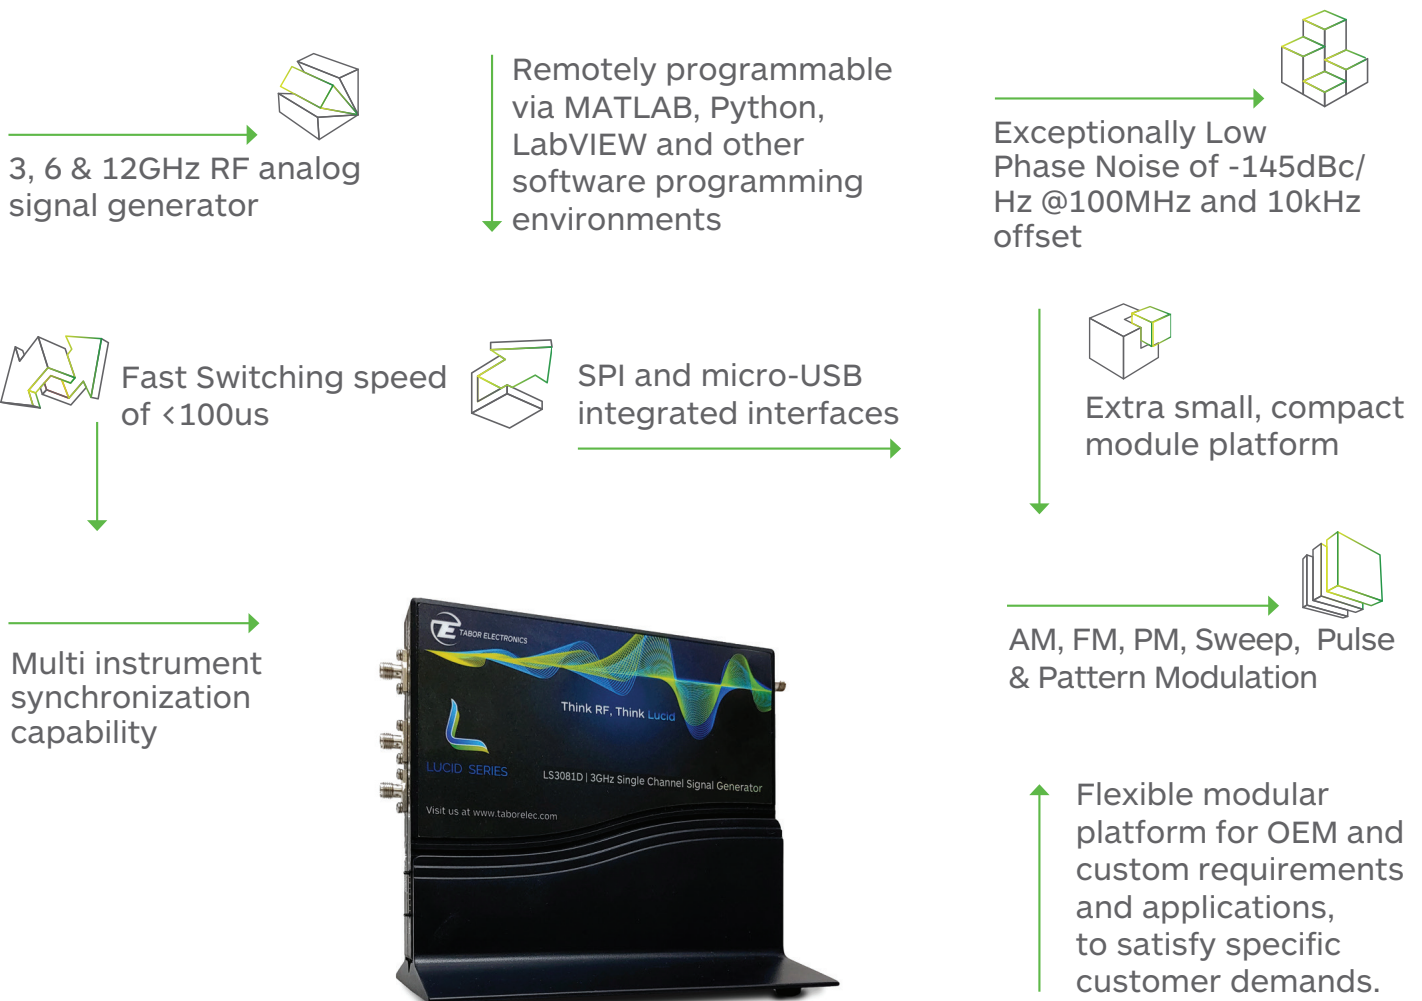 3, 6 & 12GHz RF analog
signal generator
Remotely programmable
via MATLAB, Python,
LabVIEW and other
software programming
environments
Exceptionally Low
Phase Noise of -145dBc/
Hz @100MHz and 10kHz
offset
Fast Switching speed
of <100us
SPI and micro-USB
integrated interfaces
Extra small, compact
module platform
Multi instrument
synchronization
capability
TABOR ELECTRONICS
Think RF, Think Lucid
LUCID SERIES
LS3081D | 3GHz Single Channel Signal Generator
Visit us at www.taborelec.com
AM, FM, PM, Sweep, Pulse
& Pattern Modulation
Flexible modular
platform for OEM and
custom requirements
and applications,
to satisfy specific
customer demands.